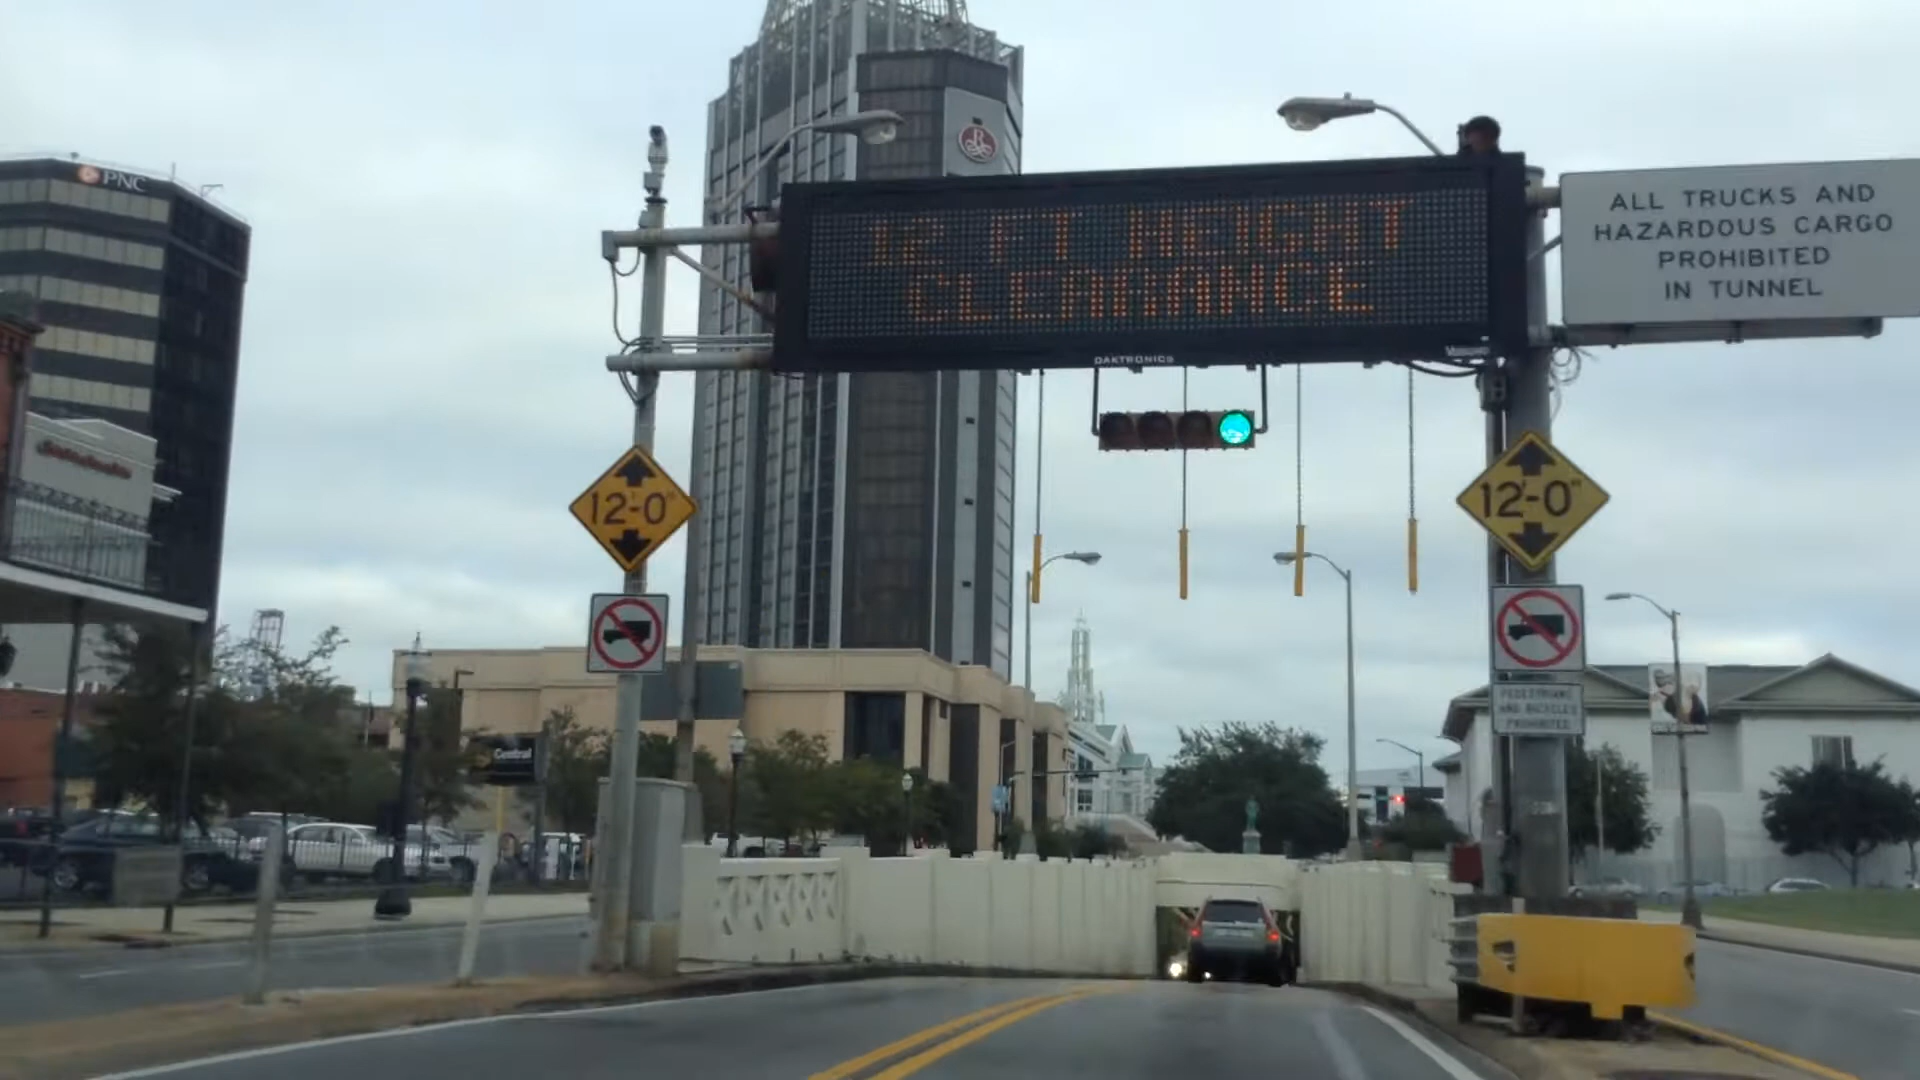 PNC
R
12 FT HEIGHT
CLEARANCE
DAKTRONICS
ALL TRUCKS AND
HAZARDOUS CARGO
PROHIBITED
IN TUNNEL
12'-0"
12'-0"
PEDESTRIANS
AND BICYCLES
PROHIBITED
Central